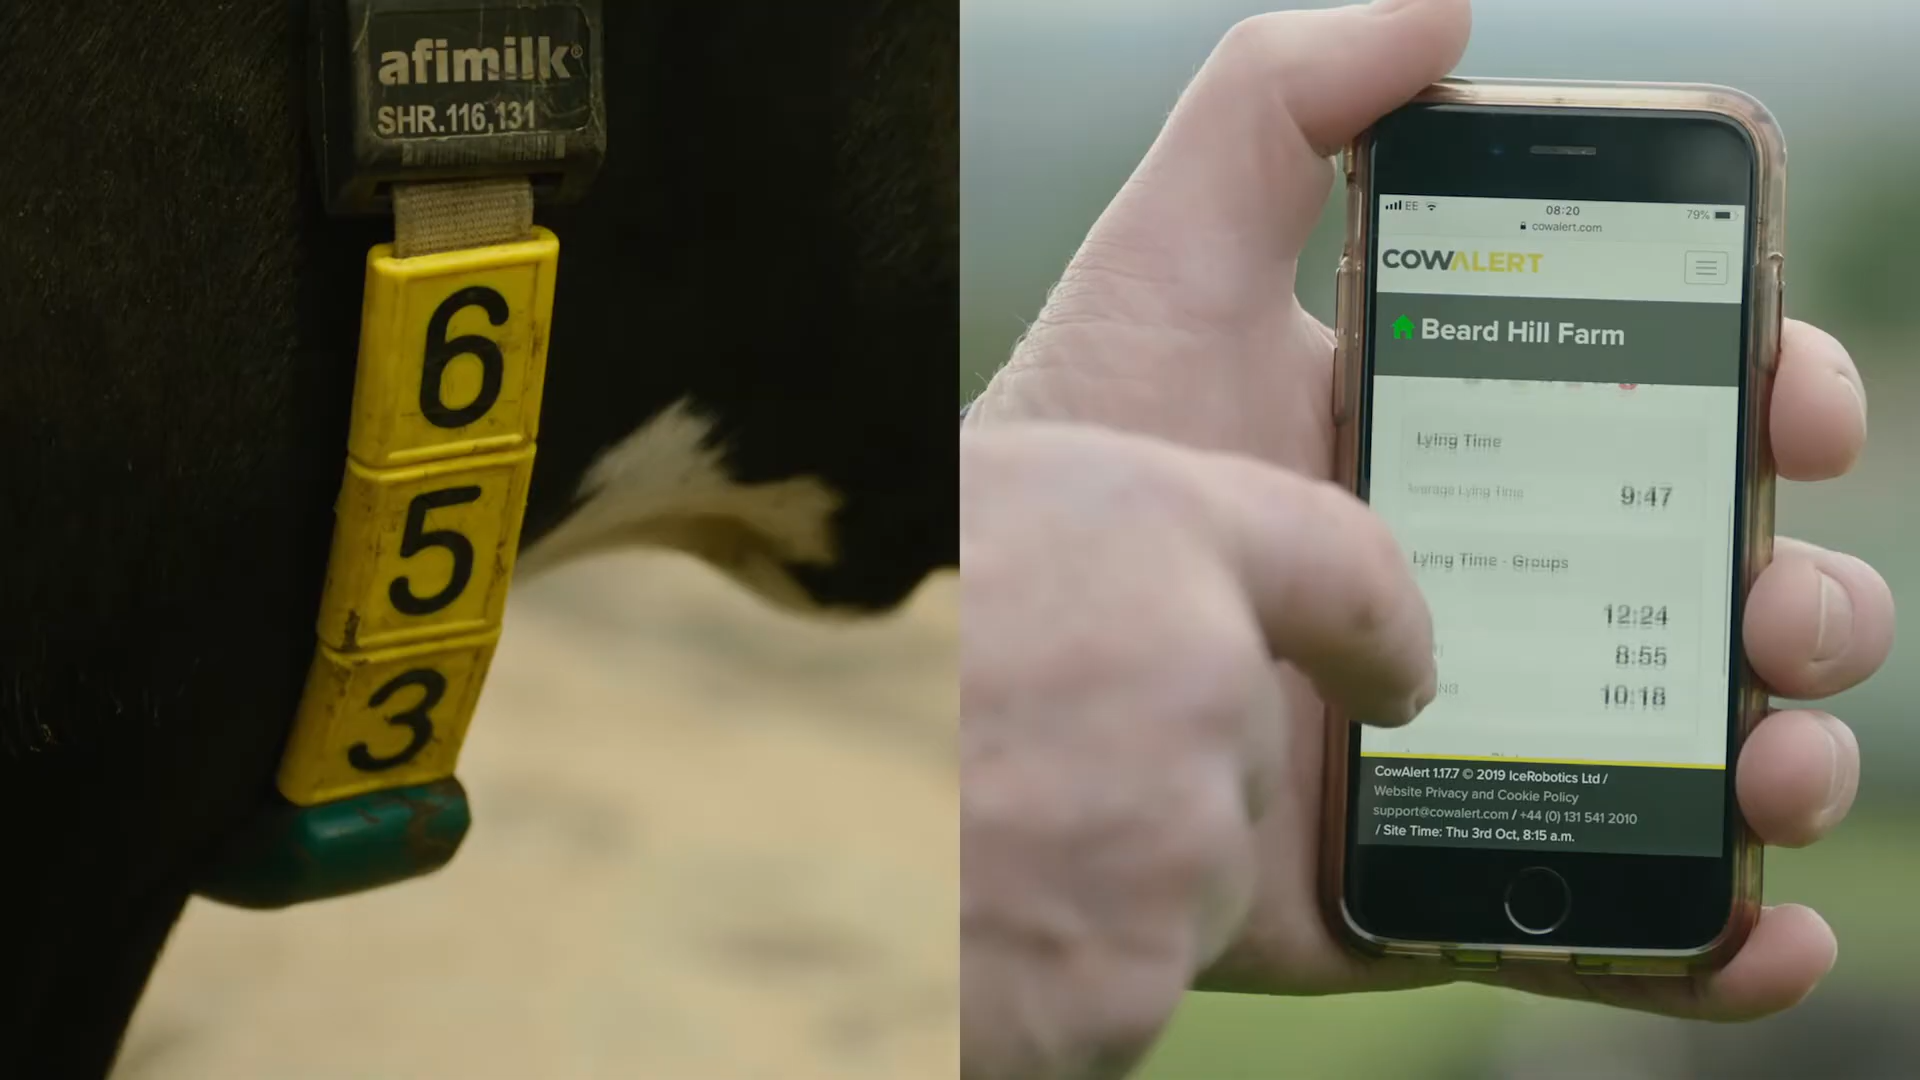 afimilk®
SHR.116,131
6
5
3
EE
08:20
79%
cowalert.com
COWALERT
Beard Hill Farm
Lying Time
Average Lying Time 9:47
Lying Time - Groups
12:24
8:55
10:18
CowAlert 1.17.7 © 2019 IceRobotics Ltd /
Website Privacy and Cookie Policy
support@cowalert.com / +44 (0) 131 541 2010
/ Site Time: Thu 3rd Oct, 8:15 a.m.